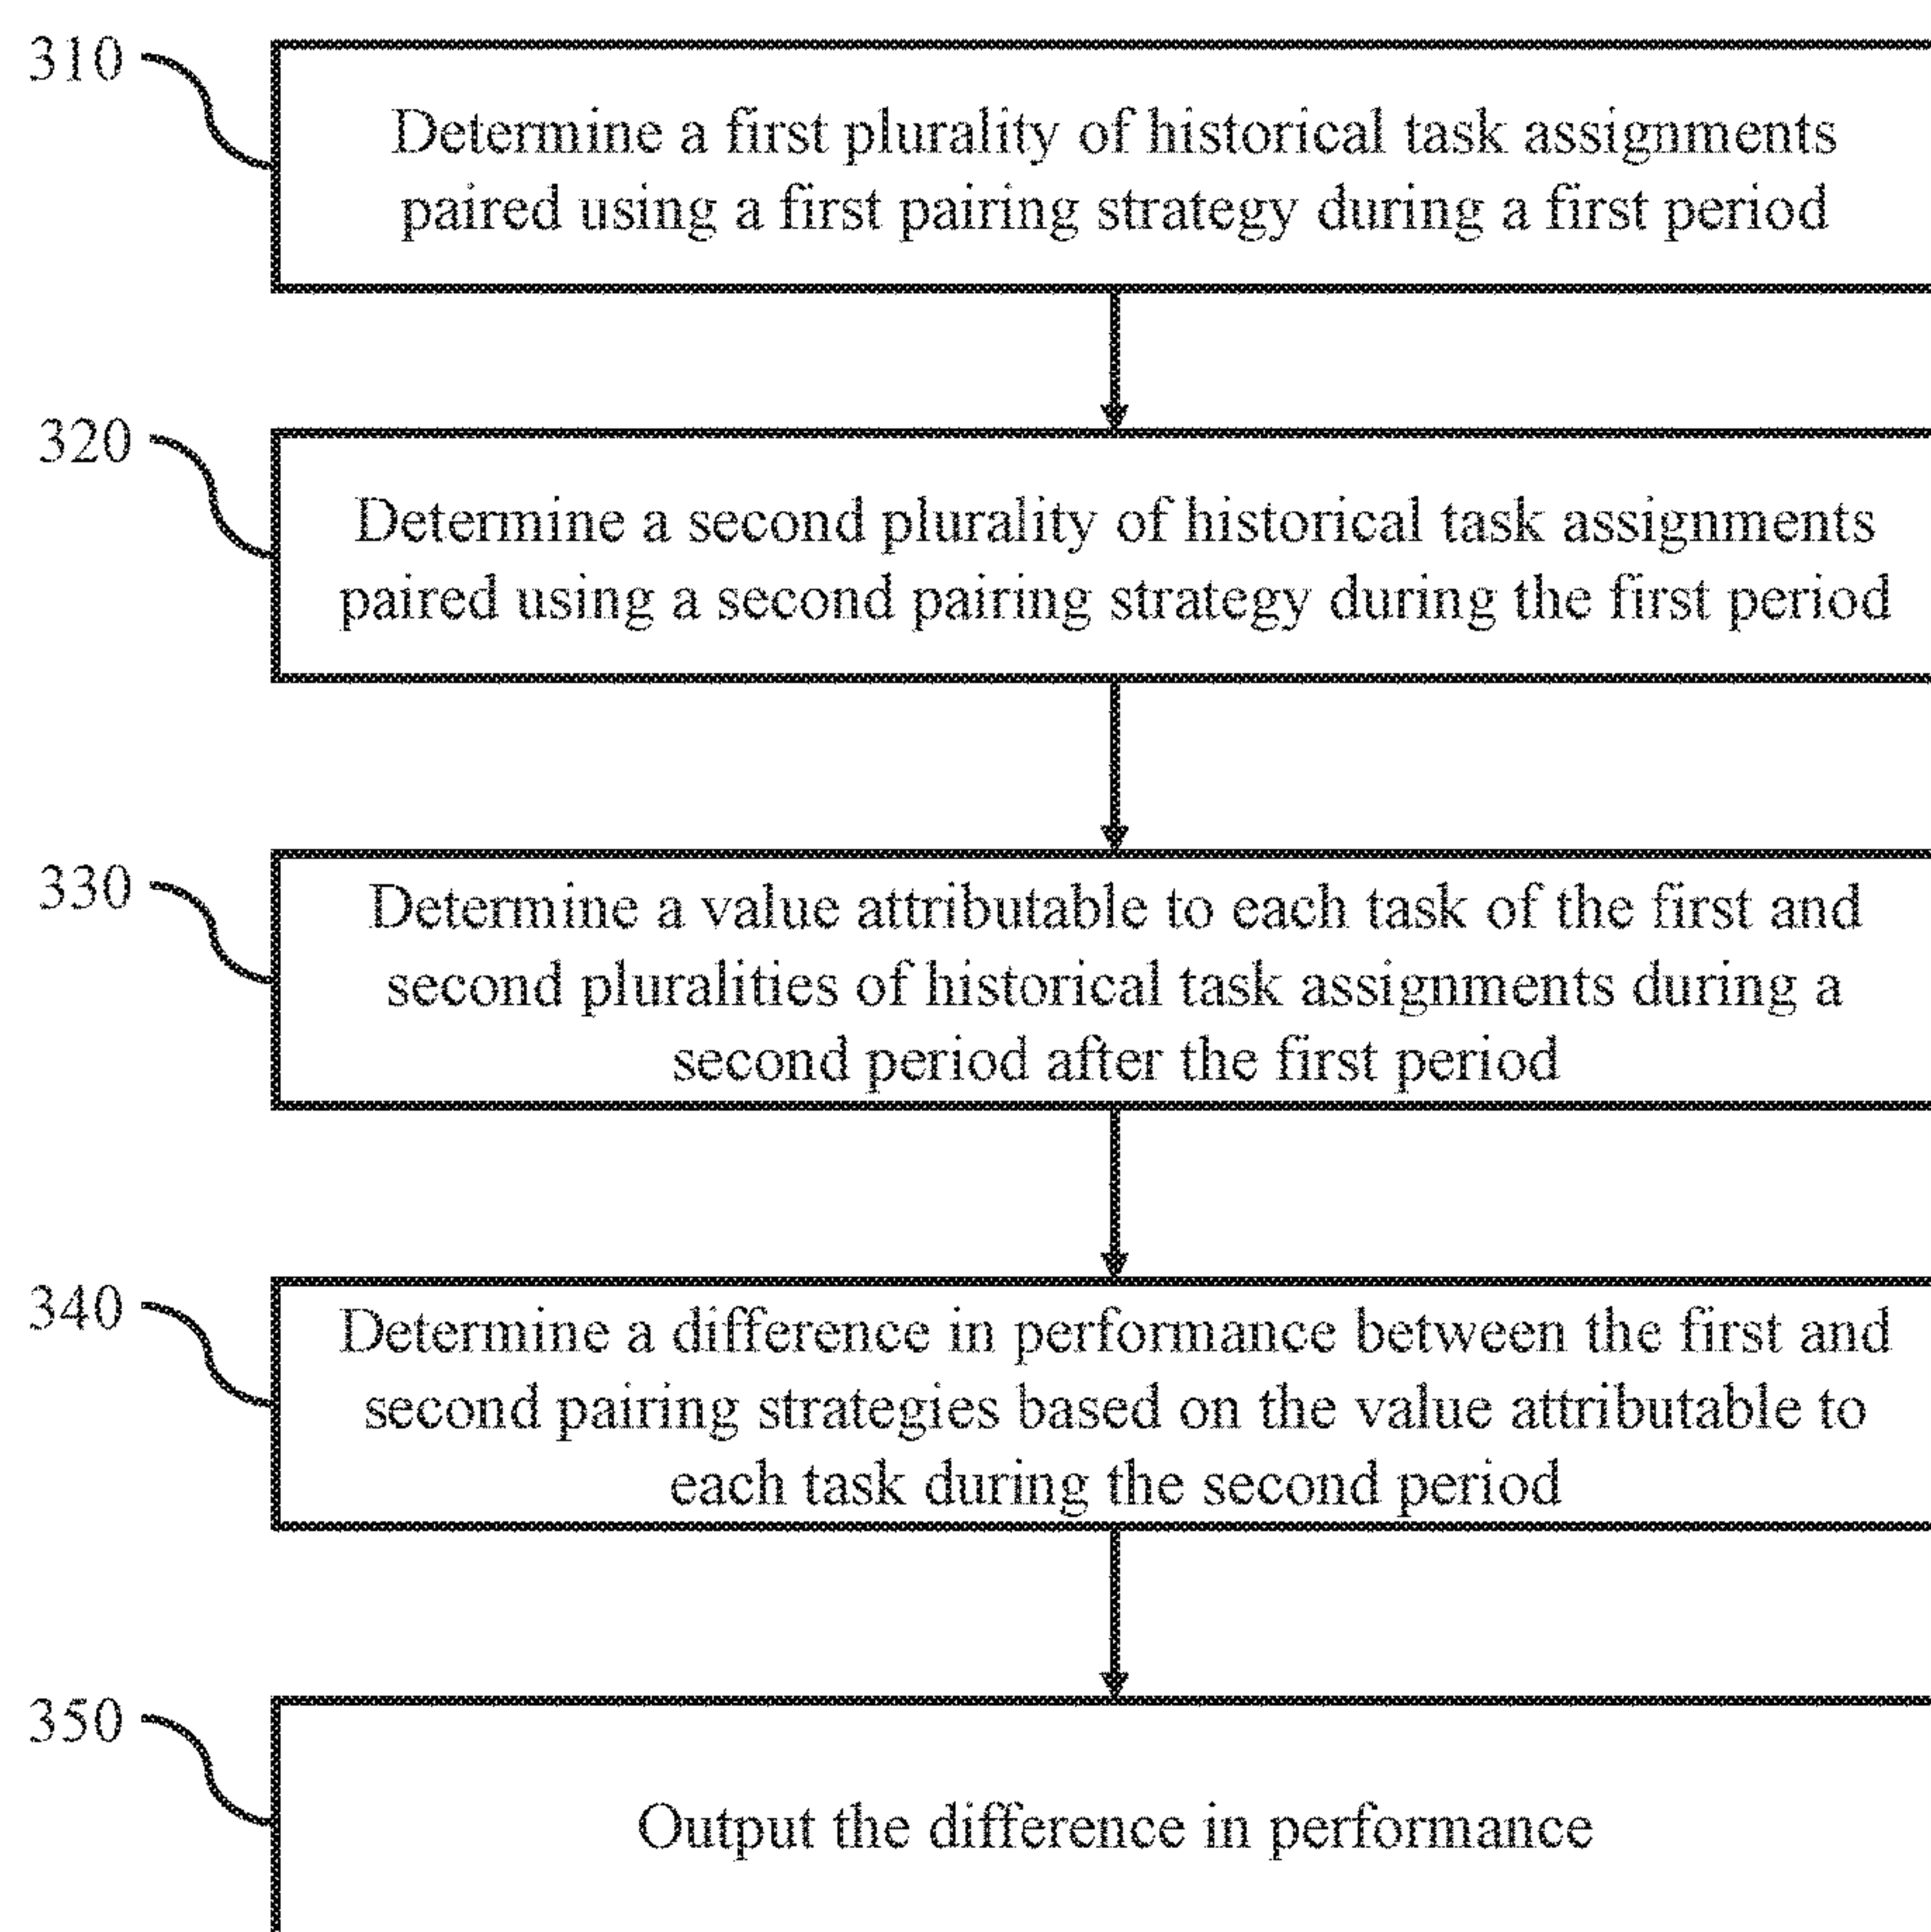 310
Determine a first plurality of historical task assignments
paired using a first pairing strategy during a first period
320
Determine a second plurality of historical task assignments
paired using a second pairing strategy during the first period
330
Determine a value attributable to each task of the first and
second pluralities of historical task assignments during a
second period after the first period
340
Determine a difference in performance between the first and
second pairing strategies based on the value attributable to
each task during the second period
350
Output the difference in performance